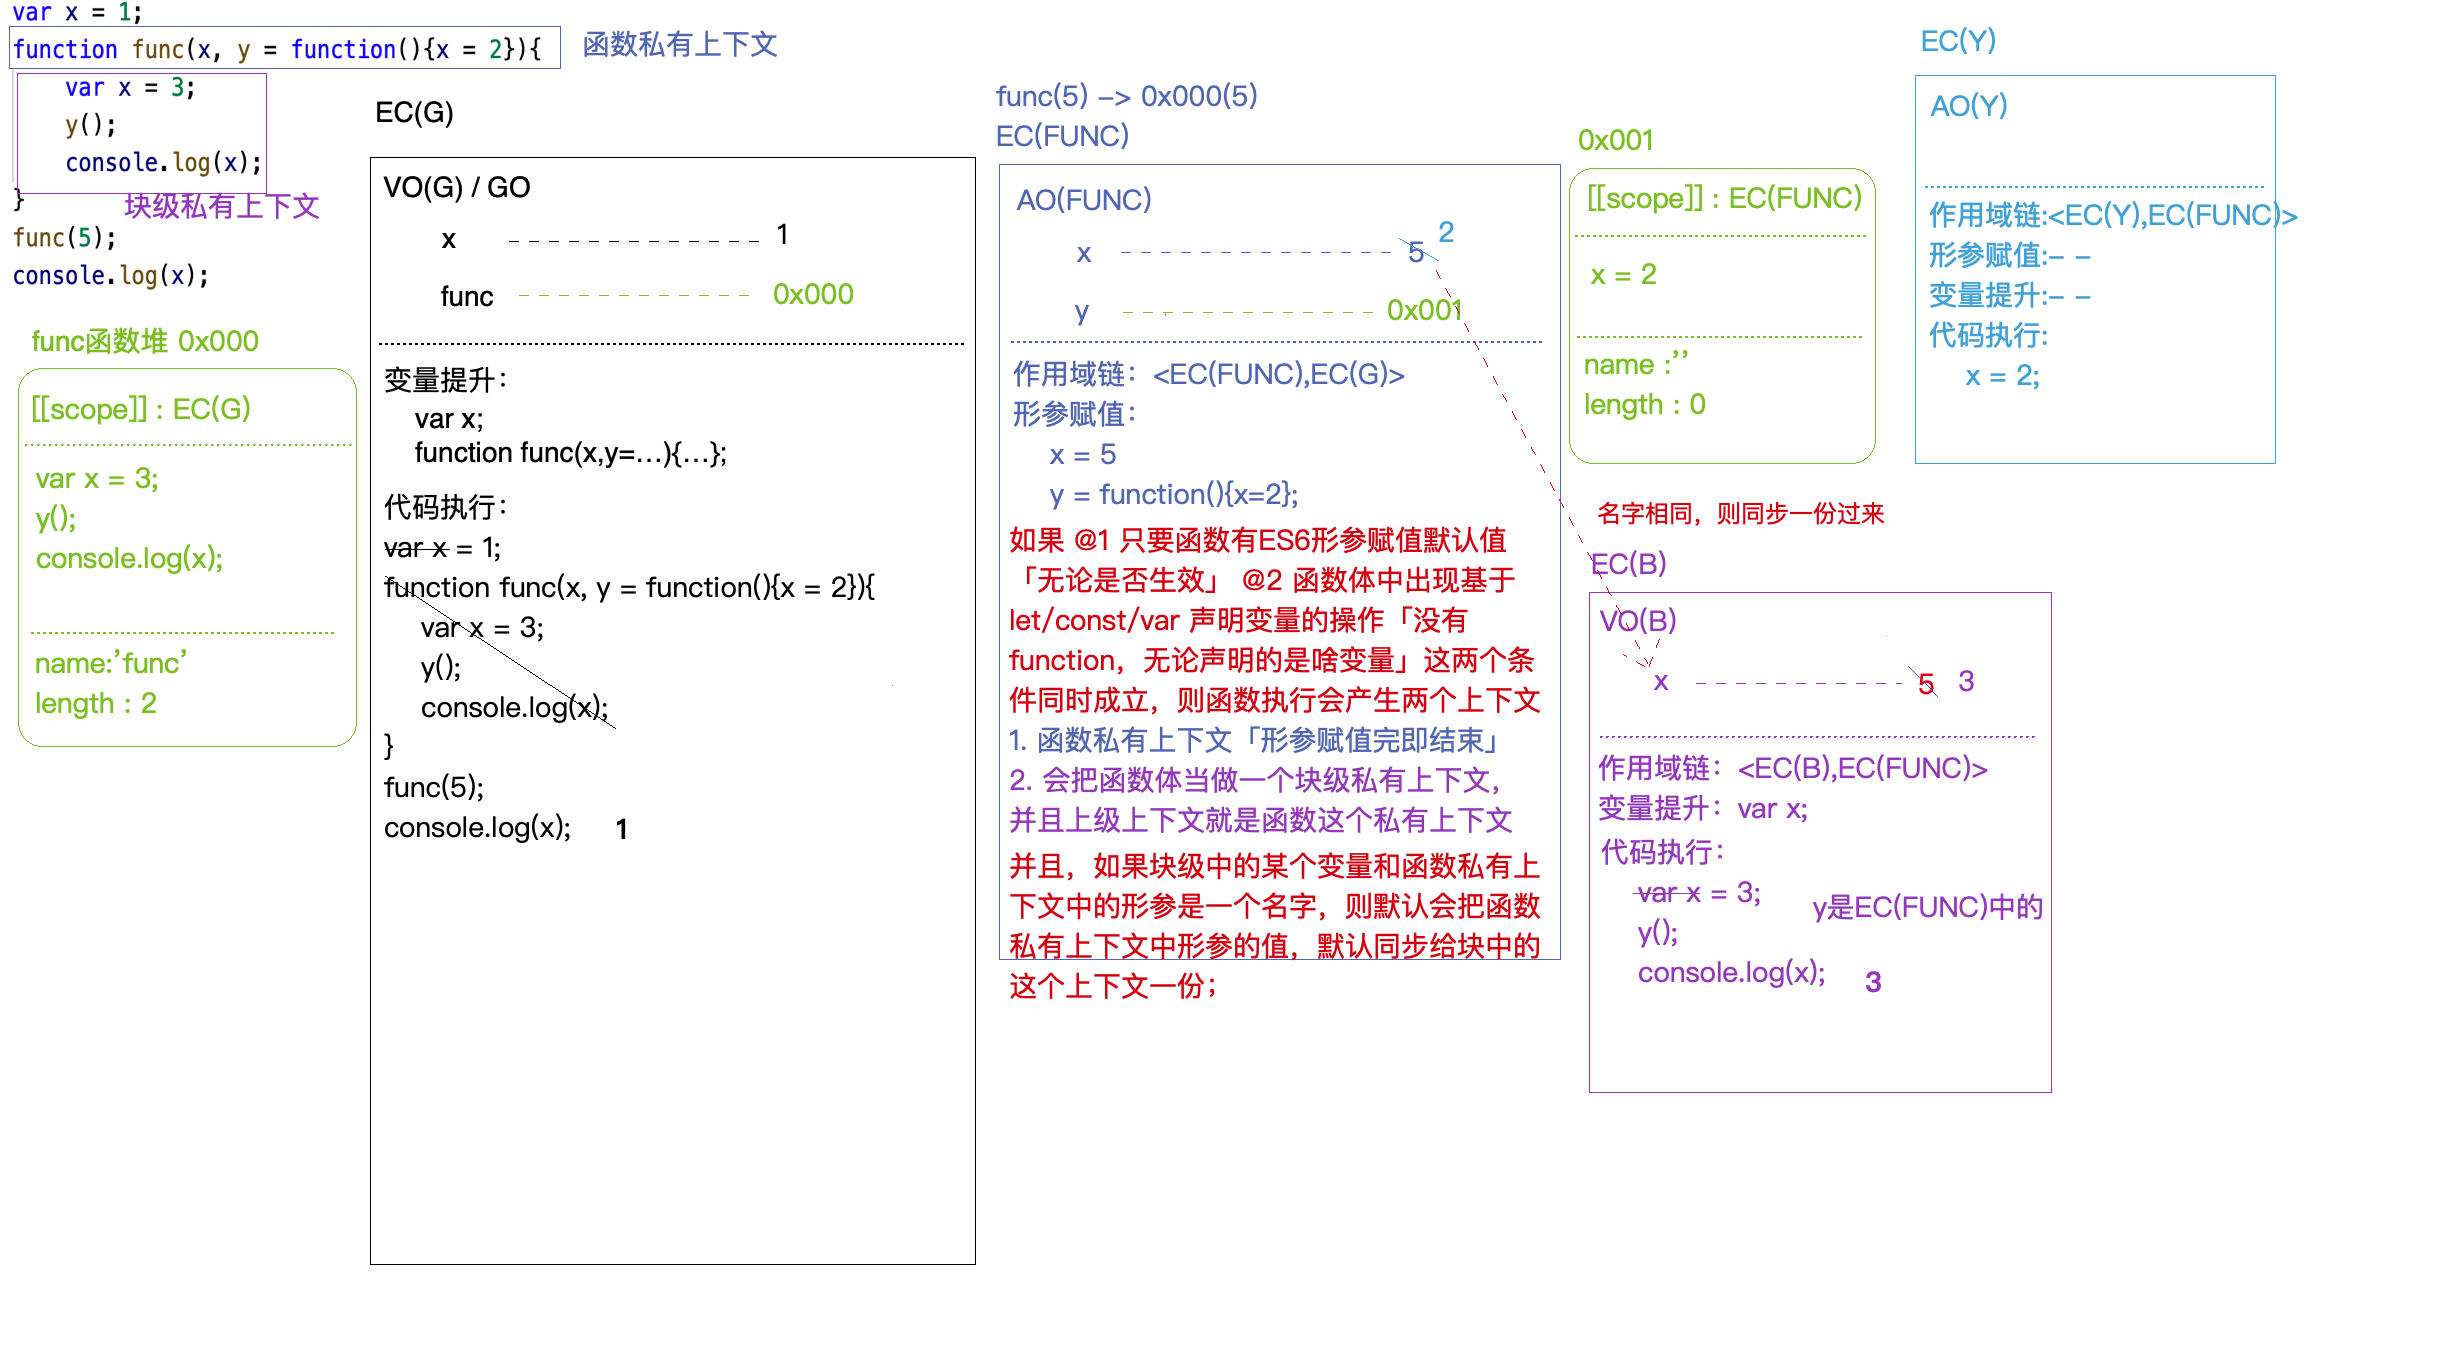 var x = 1;
function func(x, y = function(){x = 2}){
函数私有上下文
var x = 3;
y();
console.log(x);
}
块级私有上下文
func(5);
console.log(x);
func函数堆 0x000
[[scope]] : EC(G)
var x = 3;
y();
console.log(x);
name:’func’
length : 2
EC(G)
VO(G) / GO
x 1
func 0x000
变量提升：
var x;
function func(x,y=...){...};
代码执行：
var x = 1;
function func(x, y = function(){x = 2}){
var x = 3;
y();
console.log(x);
}
func(5);
console.log(x); 1
func(5) -> 0x000(5)
EC(FUNC)
AO(FUNC)
x 5 2
y 0x001
作用域链：<EC(FUNC),EC(G)>
形参赋值：
x = 5
y = function(){x=2};
如果 @1 只要函数有ES6形参赋值默认值
「无论是否生效」 @2 函数体中出现基于
let/const/var 声明变量的操作「没有
function，无论声明的是啥变量」这两个条
件同时成立，则函数执行会产生两个上下文
1. 函数私有上下文「形参赋值完即结束」
2. 会把函数体当做一个块级私有上下文，
并且上级上下文就是函数这个私有上下文
并且，如果块级中的某个变量和函数私有上
下文中的形参是一个名字，则默认会把函数
私有上下文中形参的值，默认同步给块中的
这个上下文一份；
0x001
[[scope]] : EC(FUNC)
x = 2
name :’’
length : 0
EC(Y)
AO(Y)
作用域链:<EC(Y),EC(FUNC)>
形参赋值:– –
变量提升:– –
代码执行:
x = 2;
名字相同，则同步一份过来
EC(B)
VO(B)
x 5 3
作用域链：<EC(B),EC(FUNC)>
变量提升：var x;
代码执行：
var x = 3;
y是EC(FUNC)中的
y();
console.log(x); 3